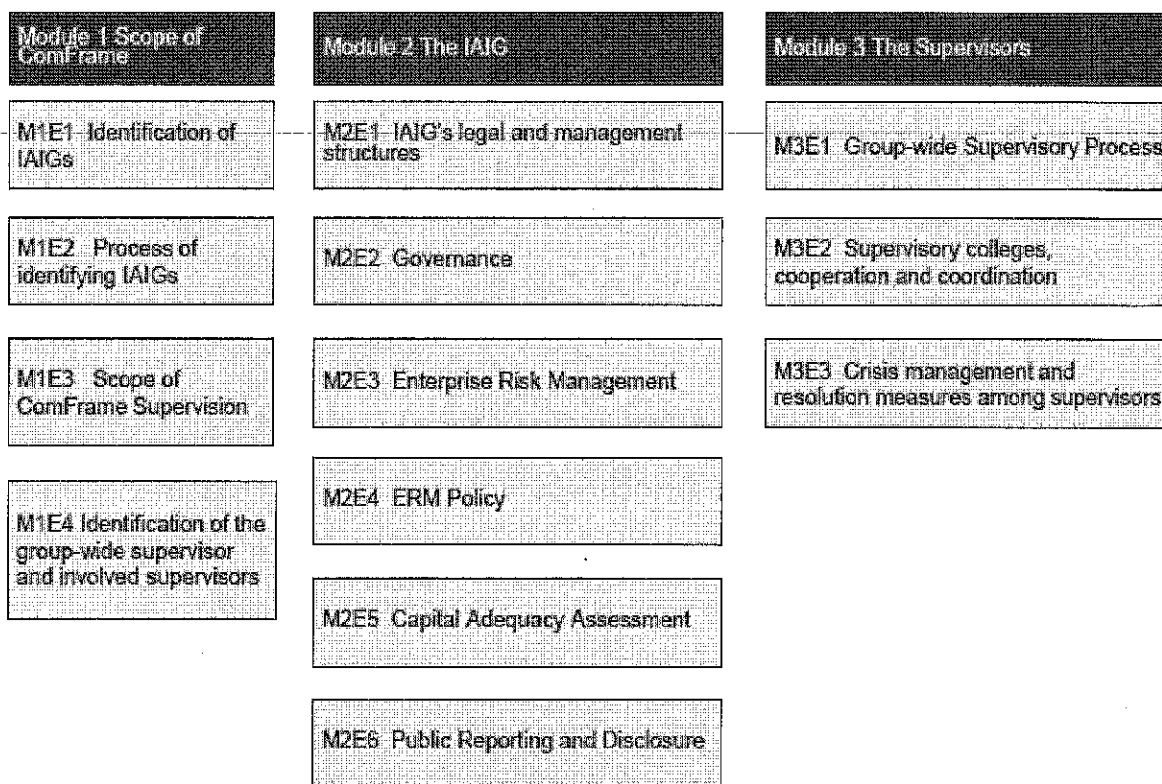 Module 1 Scope of
ComFrame
M1E1 Identification of
IAIGs
M1E2 Process of
identifying IAIGs
M1E3 Scope of
ComFrame Supervision
M1E4 Identification of the
group-wide supervisor
and involved supervisors
Module 2 The IAIG
M2E1 IAIG's legal and management
structures
M2E2 Governance
M2E3 Enterprise Risk Management
M2E4 ERM Policy
M2E5 Capital Adequacy Assessment
M2E6 Public Reporting and Disclosure
Module 3 The Supervisors
M3E1 Group-wide Supervisory Process
M3E2 Supervisory colleges,
cooperation and coordination
M3E3 Crisis management and
resolution measures among supervisors